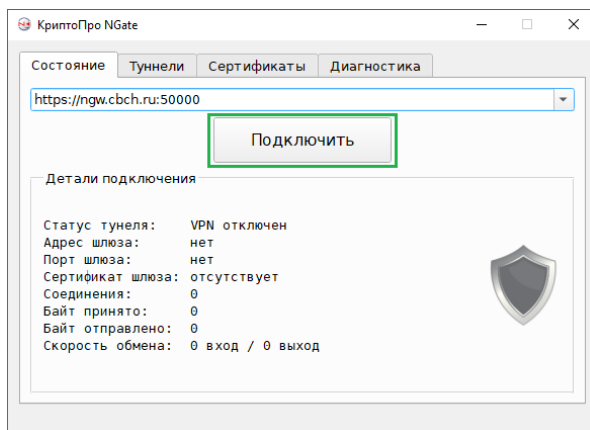 КриптоПро NGate
Состояние Туннели Сертификаты Диагностика
https://ngw.cbch.ru:50000
Подключить
Детали подключения
Статус тунеля: VPN отключен
Адрес шлюза: нет
Порт шлюза: нет
Сертификат шлюза: отсутствует
Соединения: 0
Байт принято: 0
Байт отправлено: 0
Скорость обмена: 0 вход / 0 выход